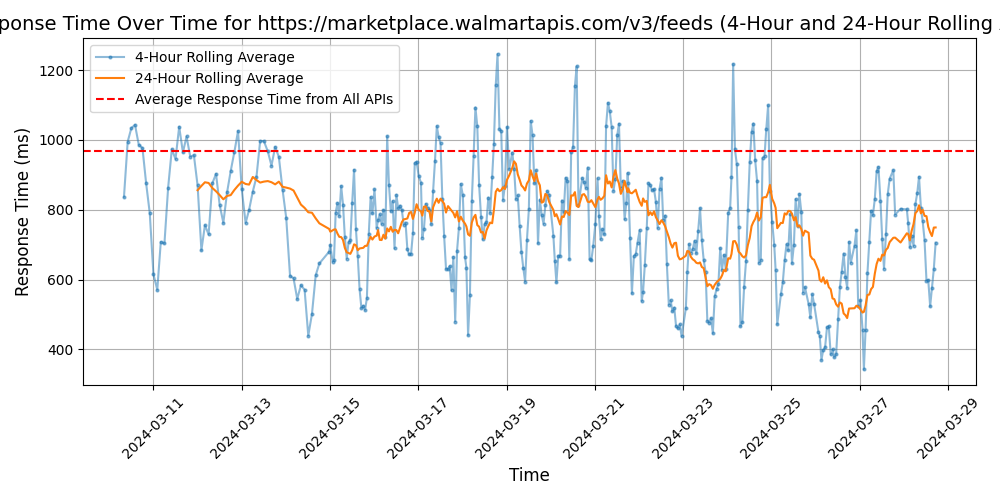 ponse Time Over Time for https://marketplace.walmartapis.com/v3/feeds (4-Hour and 24-Hour Rolling
4-Hour Rolling Average
24-Hour Rolling Average
Average Response Time from All APIs
Response Time (ms)
1200
1000
800
600
400
2024-03-11
2024-03-13
2024-03-15
2024-03-17
2024-03-19
2024-03-21
2024-03-23
2024-03-25
2024-03-27
2024-03-29
Time